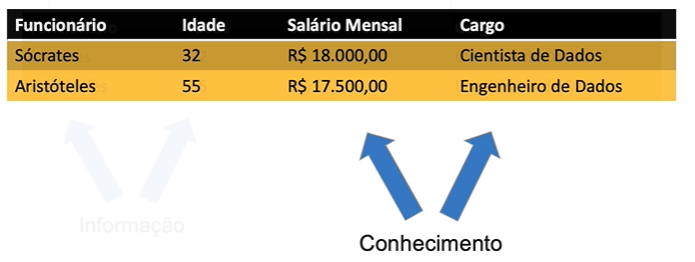 Funcionário Idade Salário Mensal Cargo
Sócrates 32 R$ 18.000,00 Cientista de Dados
Aristóteles 55 R$ 17.500,00 Engenheiro de Dados
Informação
Conhecimento